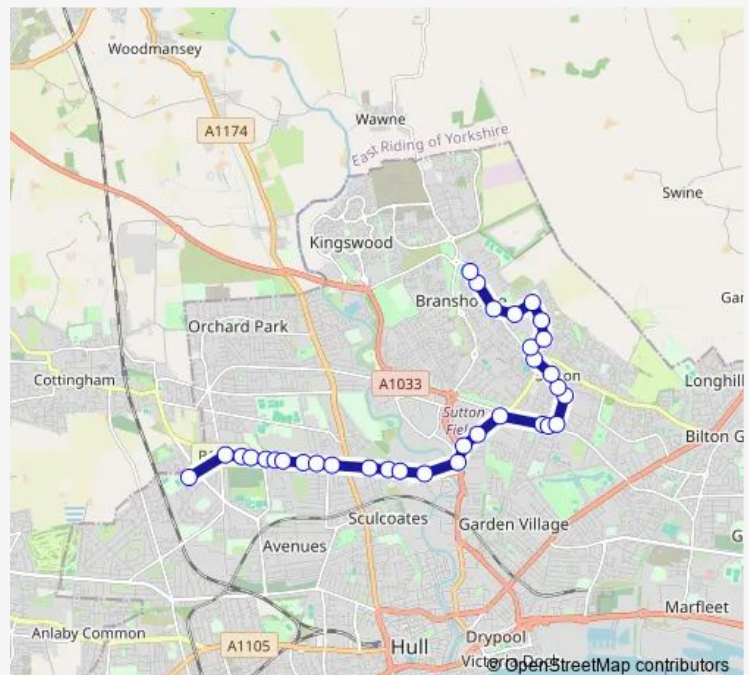 Woodmansey
Wawne
A1174
East Riding of Yorkshire
Swine
Kingswood
Gar
Orchard Park
Cottingham
A1033
Longhill
Sutton
Bilton G
Sculcoates
Garden Village
Avenues
G
Marfleet
Anlaby Common
A1105
Hull
Drypool
© OpenStreetMap contributors